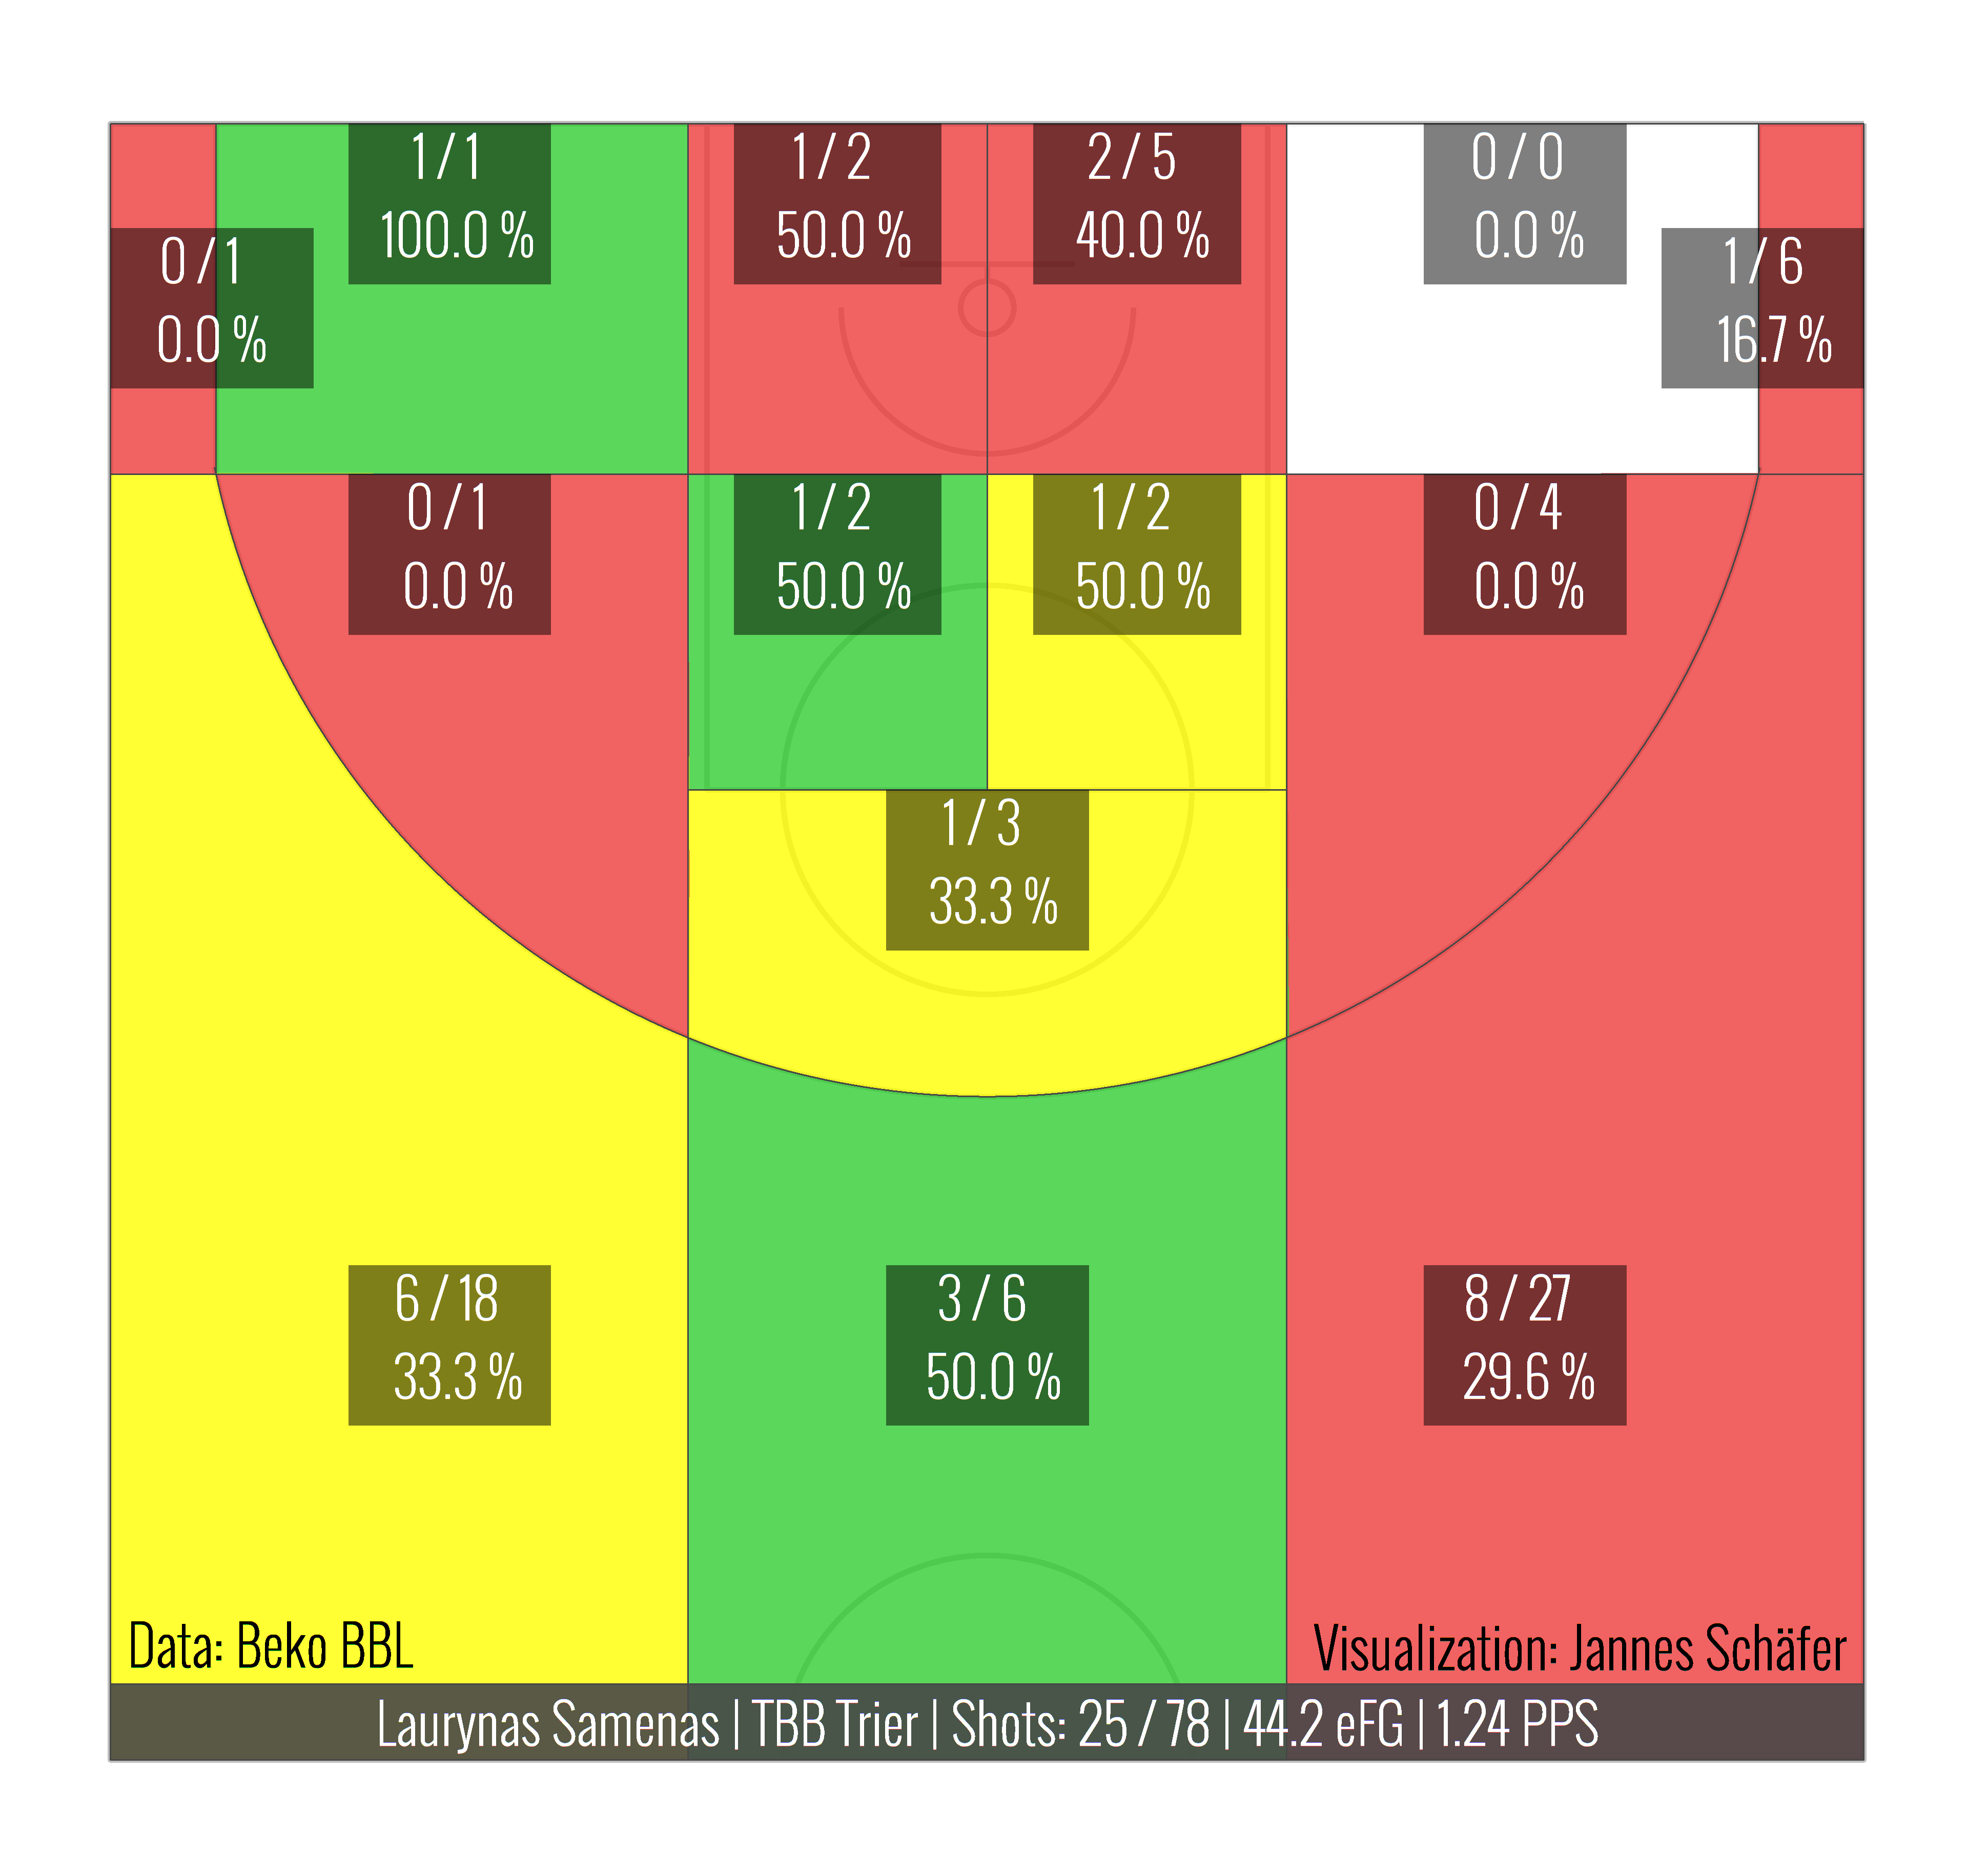 1 / 1
100.0 %
1 / 2
50.0 %
2 / 5
40.0 %
0 / 0
0.0 %
0 / 1
0.0 %
1 / 6
16.7 %
0 / 1
0.0 %
1 / 2
50.0 %
1 / 2
50.0 %
0 / 4
0.0 %
1 / 3
33.3 %
6 / 18
33.3 %
3 / 6
50.0 %
8 / 27
29.6 %
Data: Beko BBL
Visualization: Jannes Schäfer
Laurynas Samenas | TBB Trier | Shots: 25 / 78 | 44.2 eFG | 1.24 PPS